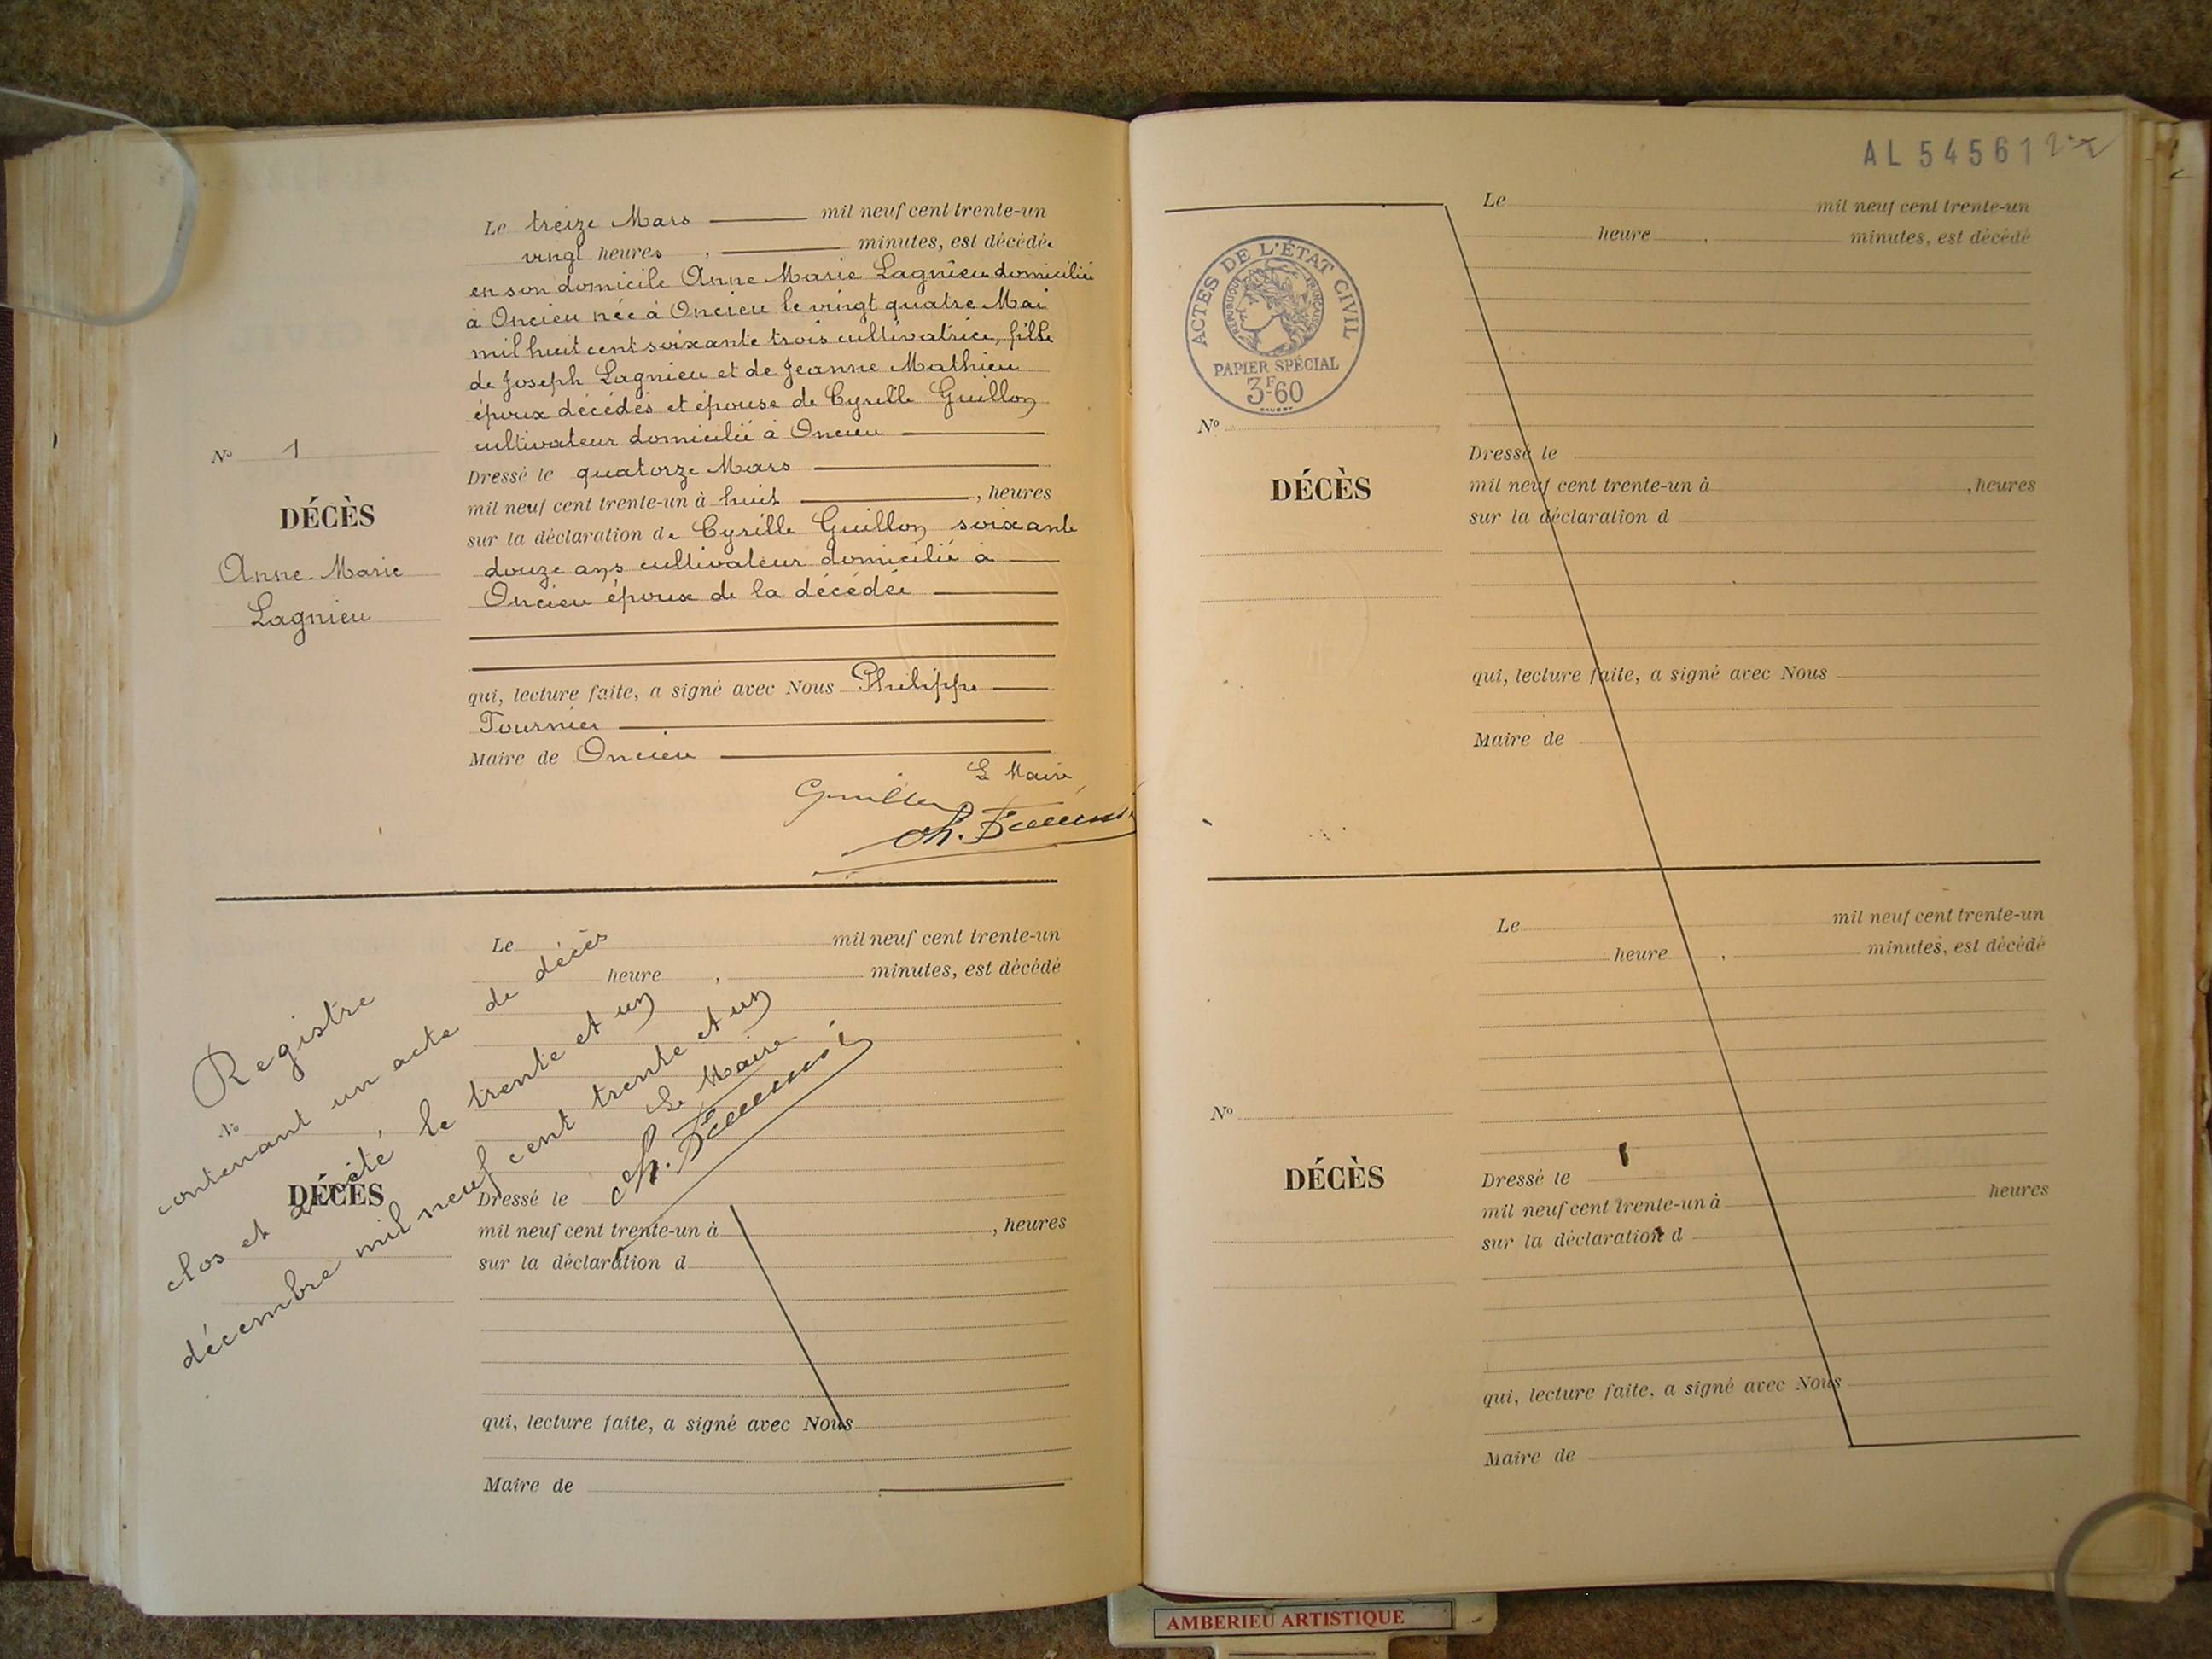 Le treize Mars mil neuf cent trente-un
vingt heures , minutes, est décédée
en son domicile Anne Marie Lagnieu domiciliée
à Oncieu née à Oncieu le vingt quatre Mai
mil huit cent soixante trois cultivatrice, fille
de Joseph Lagnieu et de Jeanne Mathieu
époux décédés et épouse de Cyrille Guillon
cultivateur domicilié à Oncieu
Nº 1
DÉCÈS
Anne-Marie
Lagnieu
Dressé le quatorze Mars
mil neuf cent trente-un à huit , heures
sur la déclaration de Cyrille Guillon soixante
douze ans cultivateur domicilié à
Oncieu époux de la décédée
qui, lecture faite, a signé avec Nous Philippe
Tournier
Maire de Oncieu
Le Maire
Guillon
Le mil neuf cent trente-un
heure , minutes, est décédé
Registre
contenant un acte de décès
clos et arrêté, le trente et un
décembre mil neuf cent trente et un
Le Maire
Nº
DÉCÈS
Dressé le
mil neuf cent trente-un à , heures
sur la déclaration d
qui, lecture faite, a signé avec Nous
Maire de
AL 54561
ACTES DE L'ÉTAT CIVIL
RÉPUBLIQUE FRANÇAISE
PAPIER SPÉCIAL
3F60
Le mil neuf cent trente-un
heure , minutes, est décédé
Nº
DÉCÈS
Dressé le
mil neuf cent trente-un à , heures
sur la déclaration d
qui, lecture faite, a signé avec Nous
Maire de
Le mil neuf cent trente-un
heure , minutes, est décédé
Nº
DÉCÈS
Dressé le
mil neuf cent trente-un à heures
sur la déclaration d
qui, lecture faite, a signé avec Nous
Maire de
AMBERIEU ARTISTIQUE